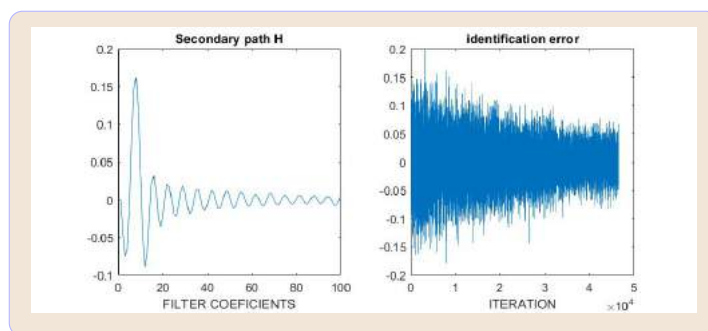 Secondary path H
0.2
0.15
0.1
0.05
0
-0.05
-0.1
0 20 40 60 80 100
FILTER COEFICIENTS
identification error
0.2
0.15
0.1
0.05
0
-0.05
-0.1
-0.15
-0.2
0 1 2 3 4 5
ITERATION ×10⁴